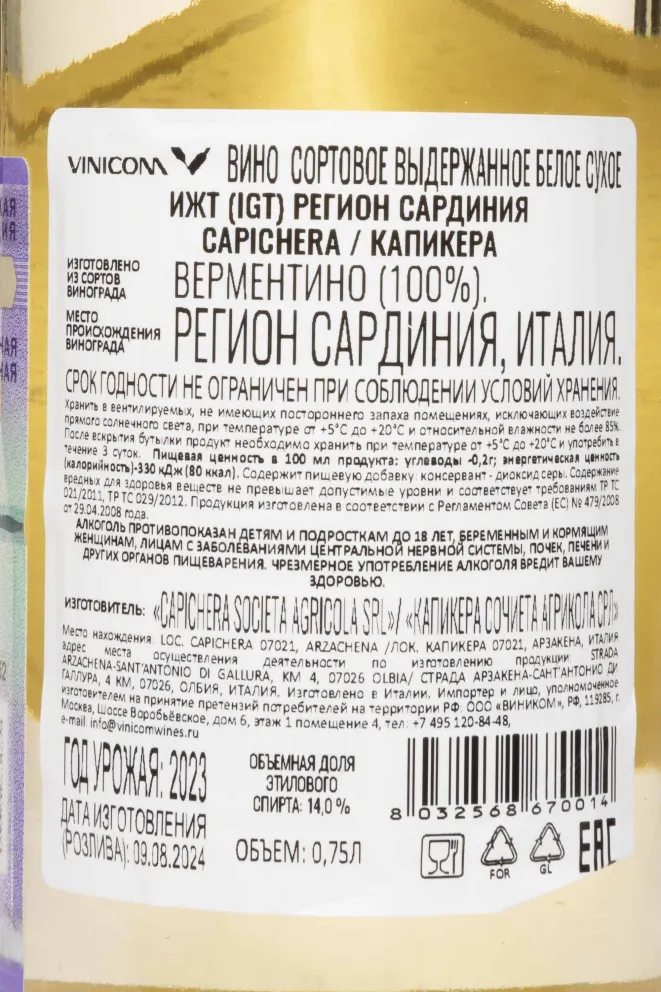 VINICOM ВИНО СОРТОВОЕ ВЫДЕРЖАННОЕ БЕЛОЕ СУХОЕ
ИЖТ (IGT) РЕГИОН САРДИНИЯ
CAPICHERA / КАПИКЕРА
ИЗГОТОВЛЕНО
ИЗ СОРТОВ
ВИНОГРАДА
ВЕРМЕНТИНО (100%).
МЕСТО
ПРОИСХОЖДЕНИЯ
ВИНОГРАДА
РЕГИОН САРДИНИЯ, ИТАЛИЯ.
СРОК ГОДНОСТИ НЕ ОГРАНИЧЕН ПРИ СОБЛЮДЕНИИ УСЛОВИЙ ХРАНЕНИЯ.
Хранить в вентилируемых, не имеющих постороннего запаха помещениях, исключающих воздействие
прямого солнечного света, при температуре от +5°С до +20°С и относительной влажности не более 85%.
После вскрытия бутылки продукт необходимо хранить при температуре от +5°С до +20°С и употребить в
течение 3 суток. Пищевая ценность в 100 мл продукта: углеводы -0,2г; энергетическая ценность
(калорийность)-330 кДж (80 ккал). Содержит пищевую добавку: консервант - диоксид серы. Содержание
вредных для здоровья веществ не превышает допустимые уровни и соответствует требованиям ТР ТС
021/2011, ТР ТС 029/2012. Продукция изготовлена в соответствии с Регламентом Совета (ЕС) № 479/2008
от 29.04.2008 года.
АЛКОГОЛЬ ПРОТИВОПОКАЗАН ДЕТЯМ И ПОДРОСТКАМ ДО 18 ЛЕТ, БЕРЕМЕННЫМ И КОРМЯЩИМ
ЖЕНЩИНАМ, ЛИЦАМ С ЗАБОЛЕВАНИЯМИ ЦЕНТРАЛЬНОЙ НЕРВНОЙ СИСТЕМЫ, ПОЧЕК, ПЕЧЕНИ И
ДРУГИХ ОРГАНОВ ПИЩЕВАРЕНИЯ. ЧРЕЗМЕРНОЕ УПОТРЕБЛЕНИЕ АЛКОГОЛЯ ВРЕДИТ ВАШЕМУ
ЗДОРОВЬЮ.
ИЗГОТОВИТЕЛЬ: «CAPICHERA SOCIETA AGRICOLA SRL»/ «КАПИКЕРА СОЧИЕТА АГРИКОЛА СРЛ»
Место нахождения: LOC. CAPICHERA 07021, ARZACHENA /ЛОК. КАПИКЕРА 07021, АРЗАКЕНА, ИТАЛИЯ
адрес места осуществления деятельности по изготовлению продукции: STRADA
ARZACHENA-SANT'ANTONIO DI GALLURA, KM 4, 07026 OLBIA/ СТРАДА АРЗАКЕНА-САНТ'АНТОНИО ДИ
ГАЛЛУРА, 4 КМ, 07026, ОЛБИЯ, ИТАЛИЯ. Изготовлено в Италии. Импортер и лицо, уполномоченное
изготовителем на принятие претензий потребителей на территории РФ: ООО «ВИНИКОМ», РФ, 119285, г.
Москва, Шоссе Воробьёвское, дом 6, этаж 1 помещение 4, тел: +7 495 120-84-48,
e-mail: info@vinicomwines.ru
ГОД УРОЖАЯ: 2023
ДАТА ИЗГОТОВЛЕНИЯ
(РОЗЛИВА): 09.08.2024
ОБЪЕМНАЯ ДОЛЯ
ЭТИЛОВОГО
СПИРТА: 14,0 %
ОБЪЕМ: 0,75Л
8 032568 670014
FOR
GL
EAC